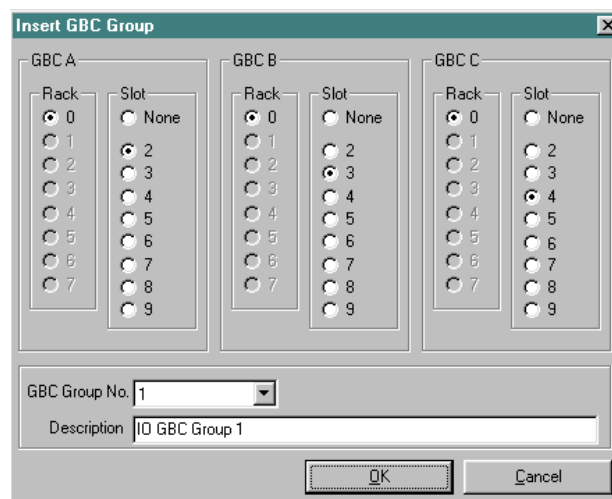 Insert GBC Group
GBC A GBC B GBC C
Rack Slot Rack Slot Rack Slot
0 None 0 None 0 None
1 1 1
2 2 2
2 2 2
3 3 3
3 3 3
4 4 4
4 4 4
5 5 5
5 5 5
6 6 6
6 6 6
7 7 7
7 7 7
8 8 8
9 9 9
GBC Group No. 1
Description IO GBC Group 1
OK Cancel